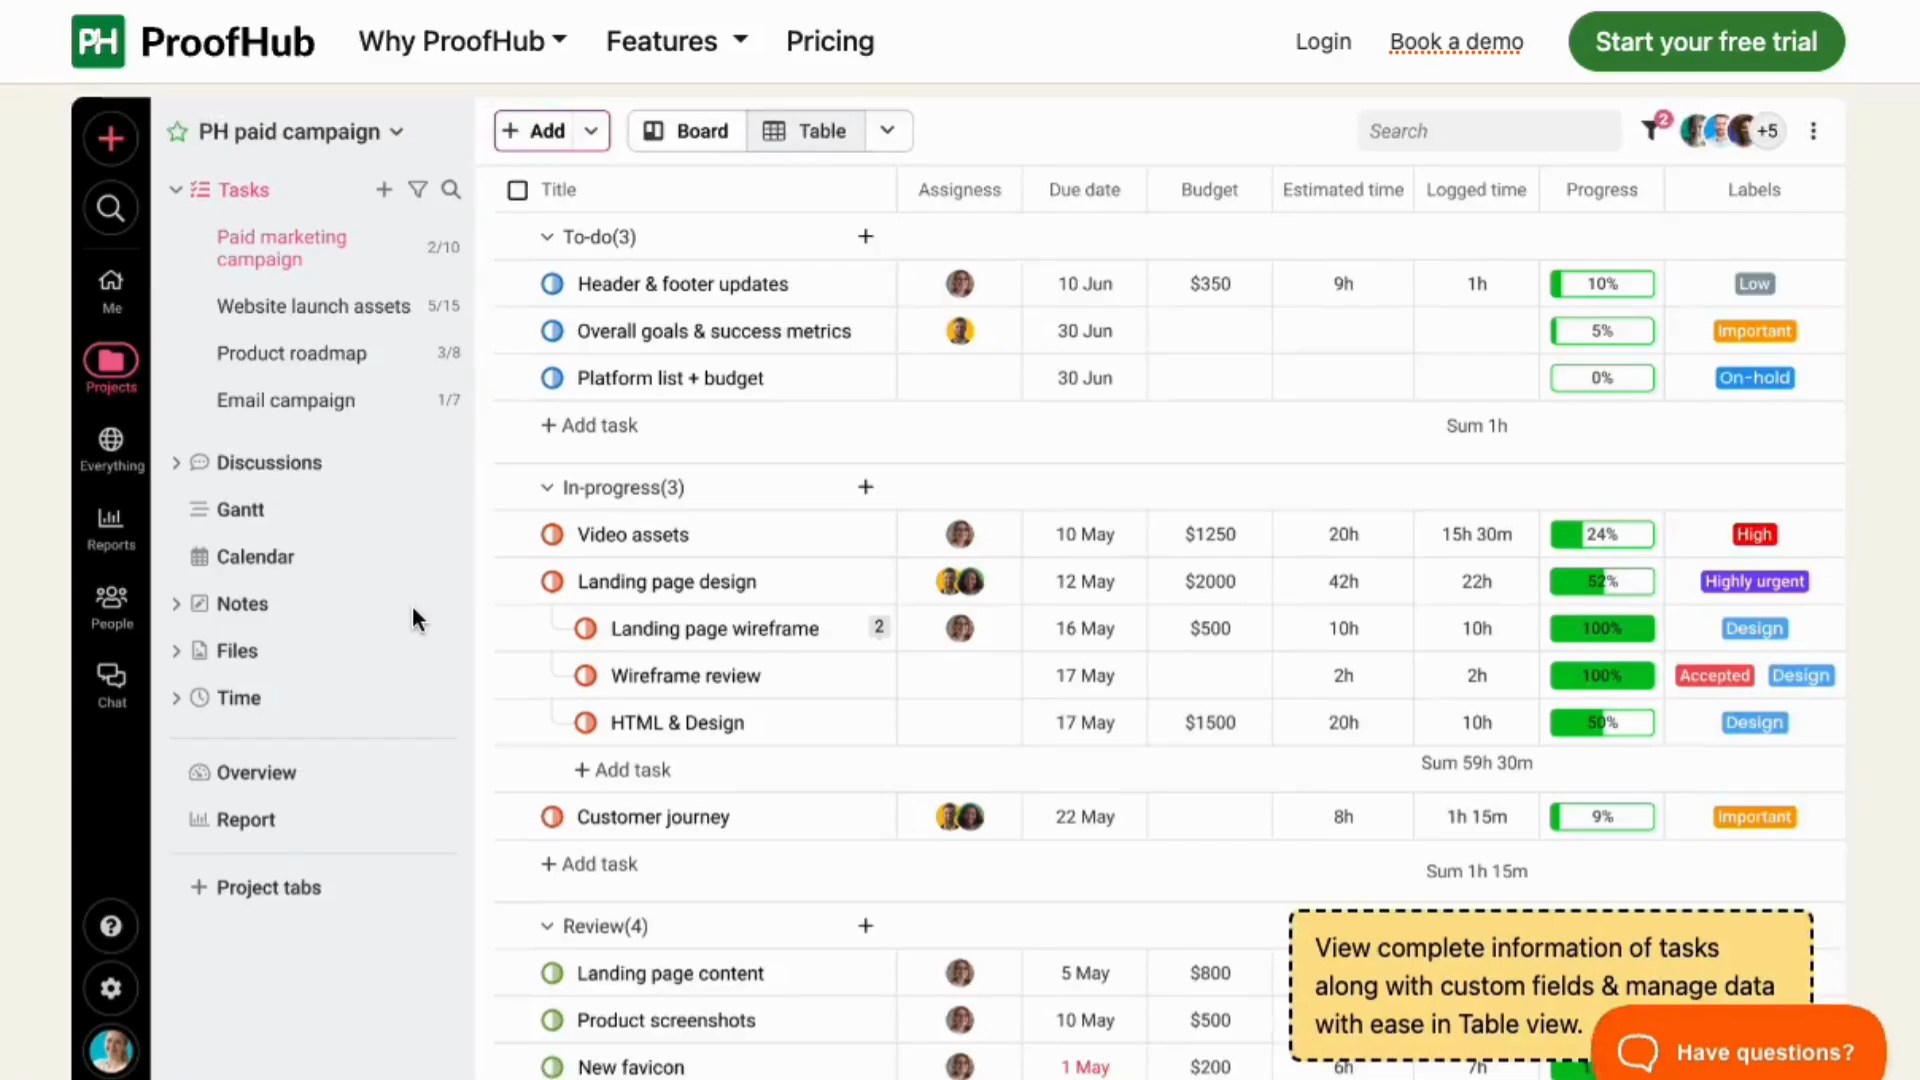 PH ProofHub Why ProofHub Features Pricing Login Book a demo Start your free trial
PH paid campaign + Add Board Table Search 2 +5
Tasks
Paid marketing
campaign 2/10
Website launch assets 5/15
Product roadmap 3/8
Email campaign 1/7
Discussions
Gantt
Calendar
Notes
Files
Time
Overview
Report
+ Project tabs
Me
Projects
Everything
Reports
People
Chat
?
Title Assigness Due date Budget Estimated time Logged time Progress Labels
To-do(3) +
Header & footer updates 10 Jun $350 9h 1h 10% Low
Overall goals & success metrics 30 Jun 5% Important
Platform list + budget 30 Jun 0% On-hold
+ Add task Sum 1h
In-progress(3) +
Video assets 10 May $1250 20h 15h 30m 24% High
Landing page design 12 May $2000 42h 22h 52% Highly urgent
Landing page wireframe 2 16 May $500 10h 10h 100% Design
Wireframe review 17 May 2h 2h 100% Accepted Design
HTML & Design 17 May $1500 20h 10h 50% Design
+ Add task Sum 59h 30m
Customer journey 22 May 8h 1h 15m 9% Important
+ Add task Sum 1h 15m
Review(4) +
Landing page content 5 May $800
Product screenshots 10 May $500
New favicon 1 May $200 6h 7h
View complete information of tasks
along with custom fields & manage data
with ease in Table view.
Have questions?